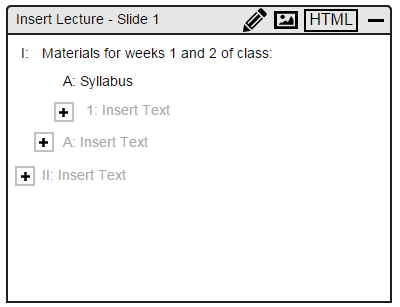 Insert Lecture - Slide 1 HTML
I: Materials for weeks 1 and 2 of class:
A: Syllabus
1: Insert Text
A: Insert Text
II: Insert Text